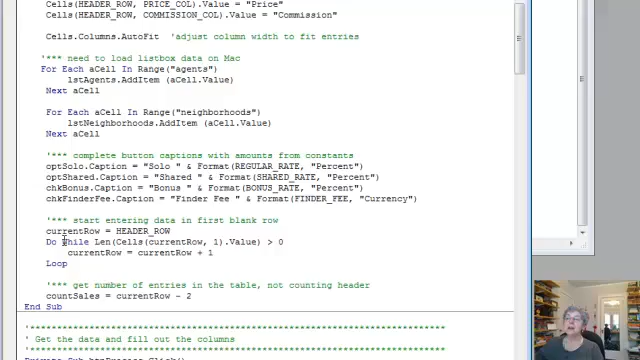 Cells(HEADER_ROW, PRICE_COL).Value = "Price"
Cells(HEADER_ROW, COMMISSION_COL).Value = "Commission"
Cells.Columns.AutoFit 'adjust column width to fit entries
'*** need to load listbox data on Mac
For Each aCell In Range("agents")
lstAgents.AddItem (aCell.Value)
Next aCell
For Each aCell In Range("neighborhoods")
lstNeighborhoods.AddItem (aCell.Value)
Next aCell
'*** complete button captions with amounts from constants
optSolo.Caption = "Solo " & Format(REGULAR_RATE, "Percent")
optShared.Caption = "Shared " & Format(SHARED_RATE, "Percent")
chkBonus.Caption = "Bonus " & Format(BONUS_RATE, "Percent")
chkFinderFee.Caption = "Finder Fee " & Format(FINDER_FEE, "Currency")
'*** start entering data in first blank row
currentRow = HEADER_ROW
Do While Len(Cells(currentRow, 1).Value) > 0
currentRow = currentRow + 1
Loop
'*** get number of entries in the table, not counting header
countSales = currentRow - 2
End Sub
'*****************************************************
' Get the data and fill out the columns
'*****************************************************
Private Sub btnProcess_Click()